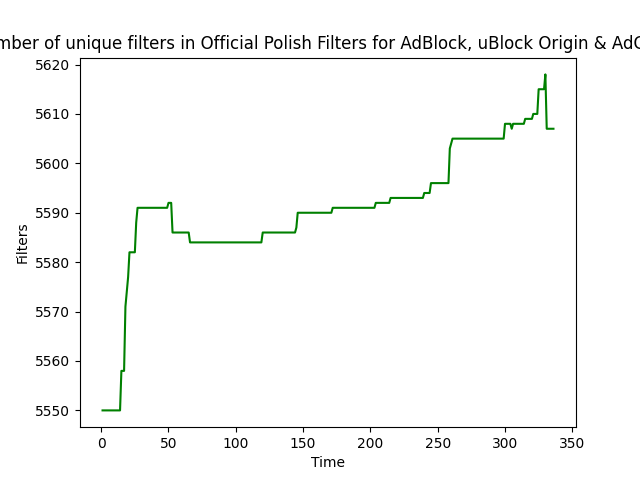 mber of unique filters in Official Polish Filters for AdBlock, uBlock Origin & AdG
5620
5610
5600
5590
5580
5570
5560
5550
Filters
0 50 100 150 200 250 300 350
Time